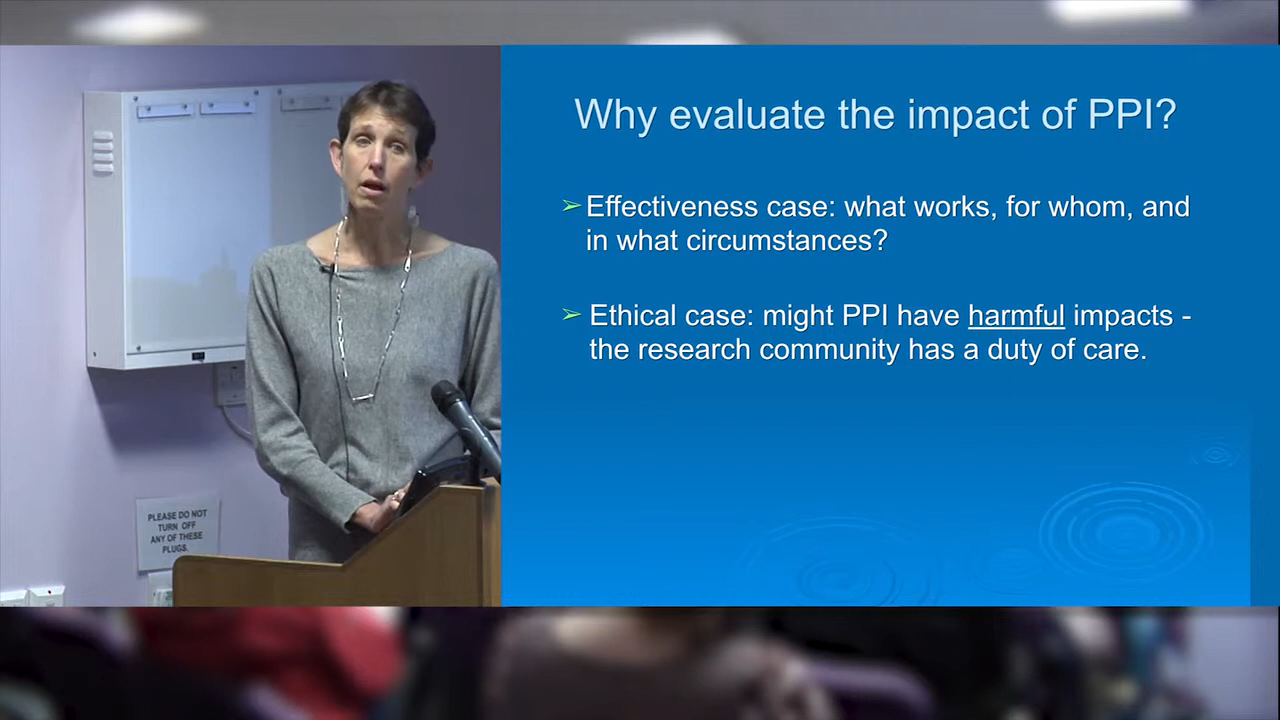 Why evaluate the impact of PPI?
➢Effectiveness case: what works, for whom, and
in what circumstances?
➢ Ethical case: might PPI have harmful impacts -
the research community has a duty of care.
PLEASE DO NOT
TURN OFF
ANY OF THESE
PLUGS.